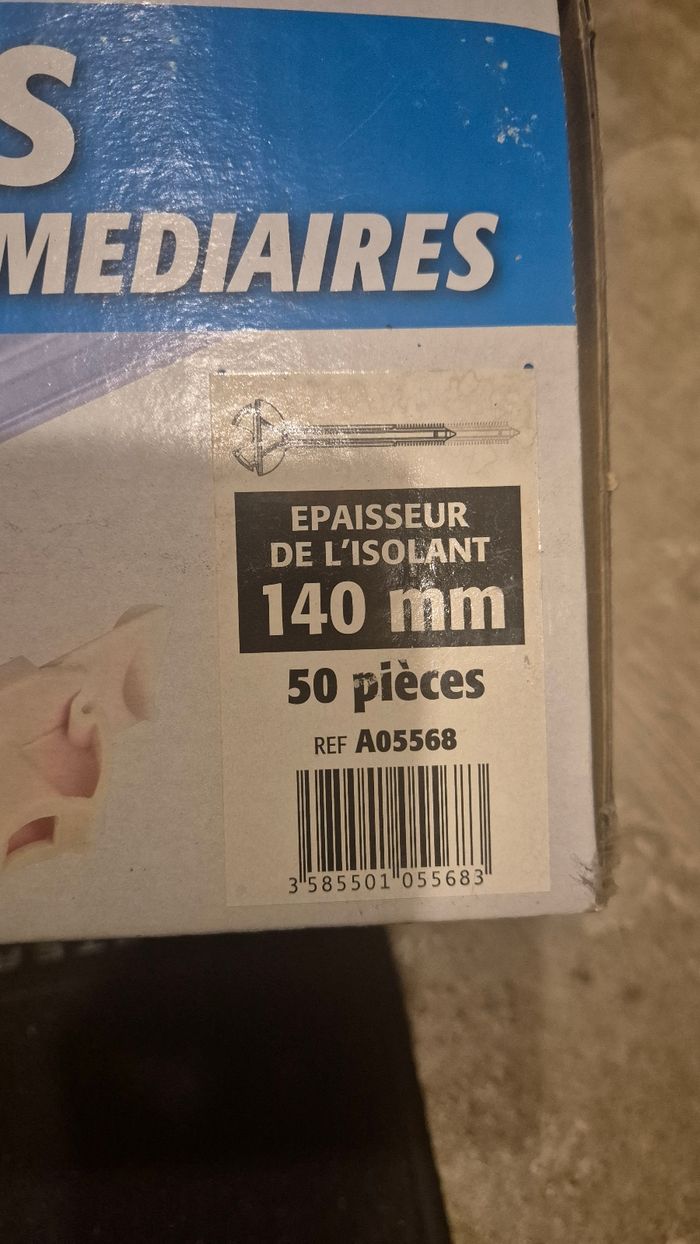 S
MEDIAIRES
EPAISSEUR
DE L'ISOLANT
140 mm
50 pièces
REF A05568
3 585501 055683